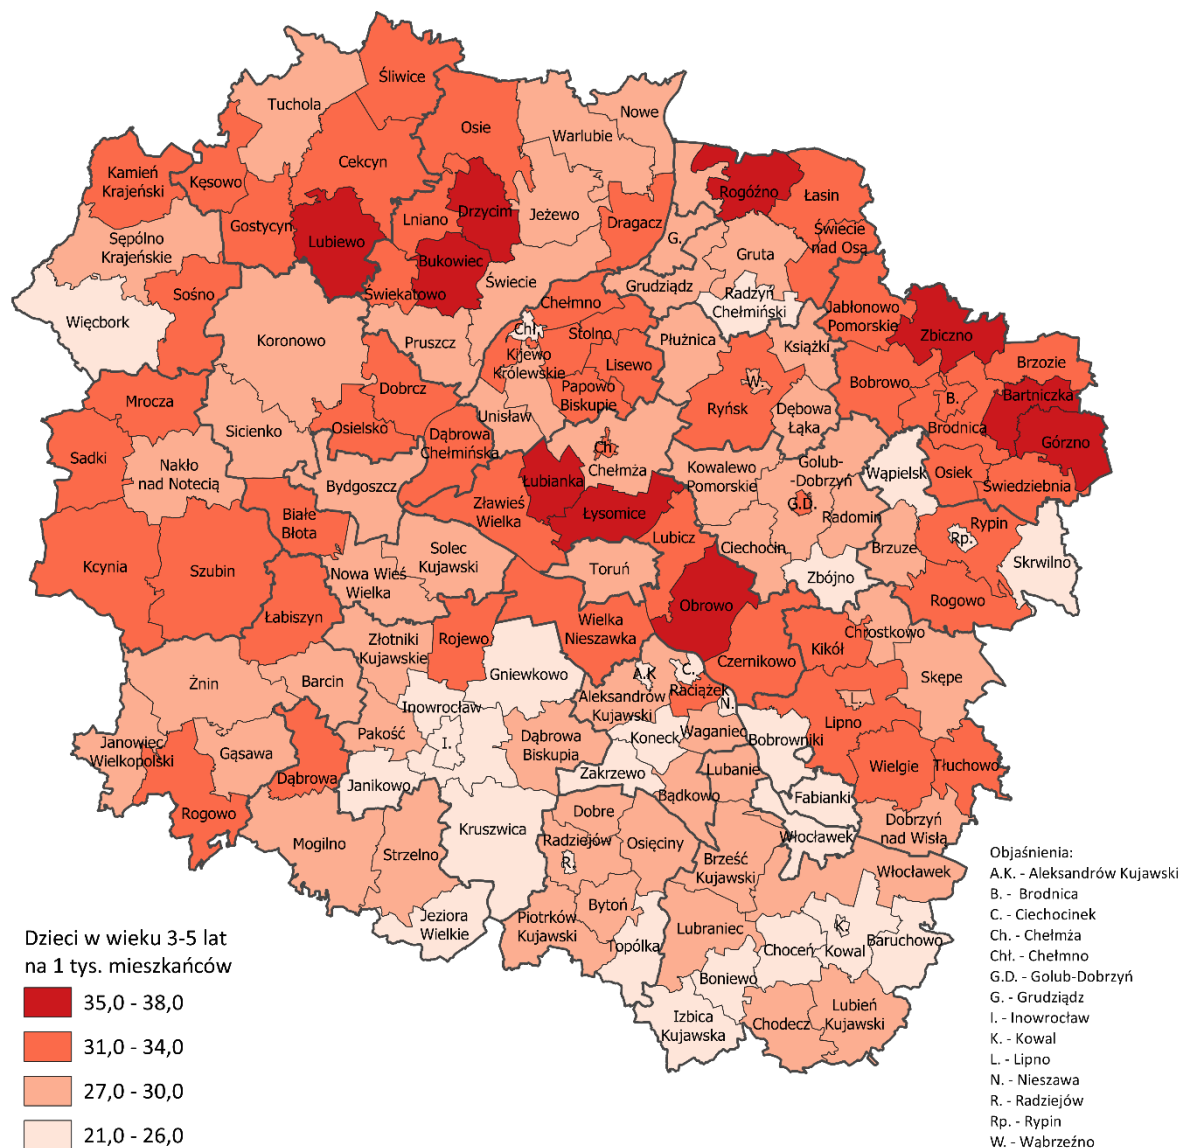 Śliwice
Tuchola
Nowe
Osie
Warlubie
Cekcyn
Kamień
Krajeński
Kęsowo
Rogóźno
Łasin
Drzycim
Lniano
Jeżewo
Dragacz
Gostycyn
Świecie
nad Osą
Lubiewo
Sępólno
Krajeńskie
G.
Gruta
Bukowiec
Świecie
Grudziądz
Radzyń
Chełmiński
Sośno
Świekatowo
Chełmno
Jabłonowo
Pomorskie
Więcbork
Chł.
Stolno
Zbiczno
Koronowo
Pruszcz
Płużnica
Książki
Kijewo
Królewskie
Lisewo
Brzozie
Dobrcz
Papowo
Biskupie
W.
Bobrowo
Mrocza
Ryńsk
B.
Bartniczka
Unisław
Dębowa
Łąka
Sicienko
Osielsko
Brodnica
Górzno
Dąbrowa
Chełmińska
Ch.
Sadki
Nakło
nad Notecią
Chełmża
Kowalewo
Pomorskie
Golub-
-Dobrzyń
Wąpielsk
Osiek
Świedziebnia
Bydgoszcz
Łubianka
Zławieś
Wielka
G.D.
Łysomice
Radomin
Białe
Błota
Rypin
Rp.
Lubicz
Ciechocin
Brzuze
Solec
Kujawski
Kcynia
Szubin
Nowa Wieś
Wielka
Toruń
Zbójno
Skrwilno
Rogowo
Obrowo
Łabiszyn
Wielka
Nieszawka
Złotniki
Kujawskie
Rojewo
Chrostkowo
Kikół
Czernikowo
Gniewkowo
A.K
C.
Skępe
Żnin
Barcin
Raciążek
Aleksandrów
Kujawski
N.
L.
Inowrocław
Lipno
Pakość
Dąbrowa
Biskupia
Koneck
Waganiec
Bobrowniki
I.
Janowiec
Wielkopolski
Gąsawa
Wielgie
Tłuchowo
Dąbrowa
Zakrzewo
Lubanie
Janikowo
Bądkowo
Fabianki
Rogowo
Dobre
Dobrzyń
nad Wisłą
Kruszwica
Włocławek
Mogilno
Radziejów
Osięciny
Strzelno
R.
Brześć
Kujawski
Włocławek
Bytoń
Jeziora
Wielkie
Piotrków
Kujawski
Lubraniec
K.
Topólka
Choceń
Kowal
Baruchowo
Boniewo
Izbica
Kujawska
Chodecz
Lubień
Kujawski
Dzieci w wieku 3-5 lat
na 1 tys. mieszkańców
35,0 - 38,0
31,0 - 34,0
27,0 - 30,0
21,0 - 26,0
Objaśnienia:
A.K. - Aleksandrów Kujawski
B. - Brodnica
C. - Ciechocinek
Ch. - Chełmża
Chł. - Chełmno
G.D. - Golub-Dobrzyń
G. - Grudziądz
I. - Inowrocław
K. - Kowal
L. - Lipno
N. - Nieszawa
R. - Radziejów
Rp. - Rypin
W. - Wąbrzeźno